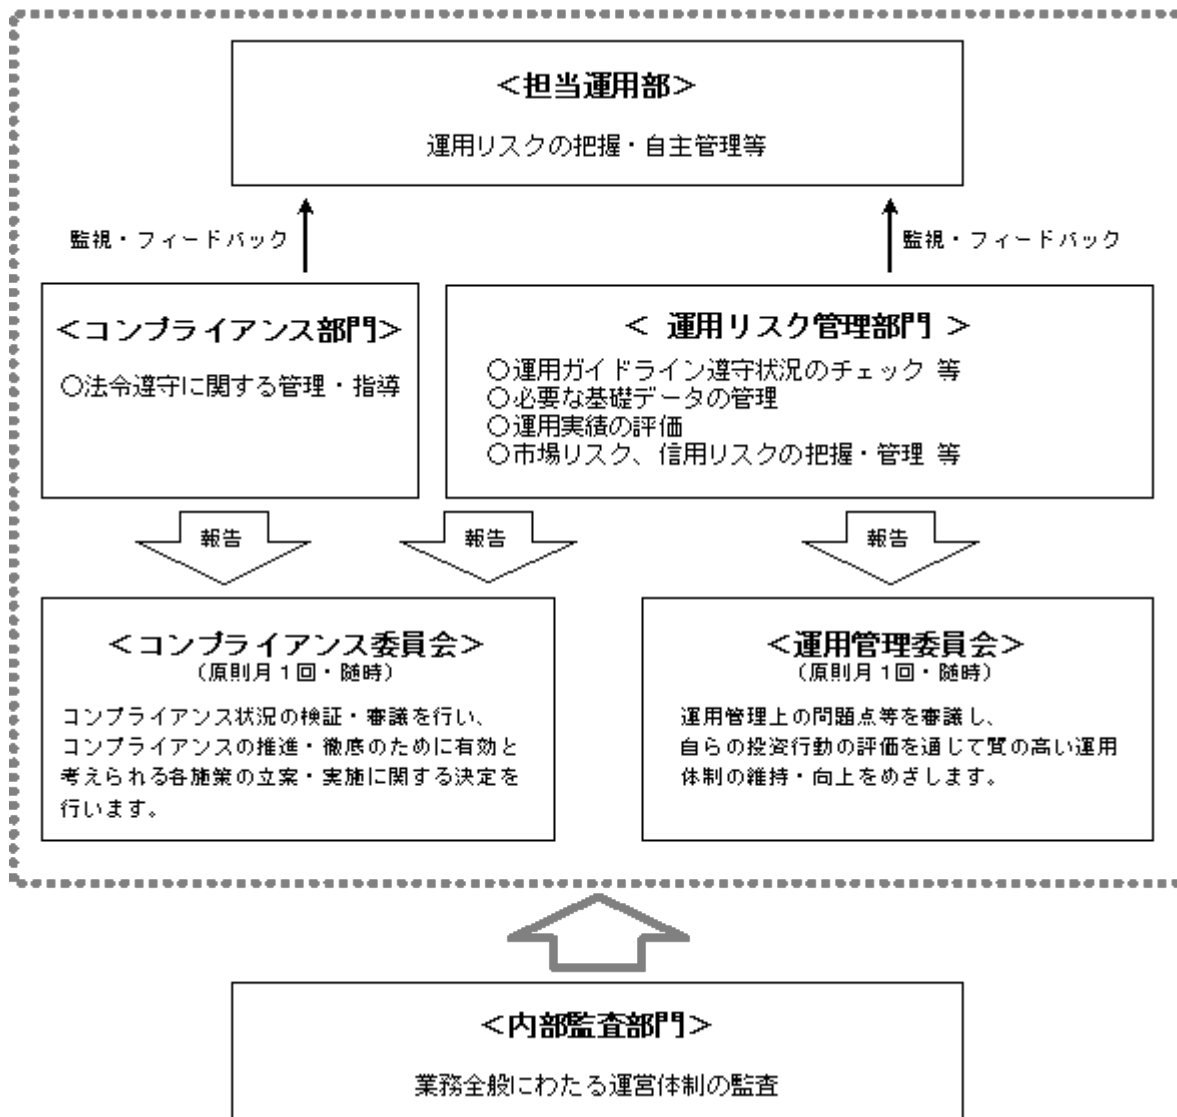 ＜担当運用部＞
運用リスクの把握・自主管理等
監視・フィードバック
監視・フィードバック
＜コンプライアンス部門＞
○法令遵守に関する管理・指導
＜ 運用リスク管理部門 ＞
○運用ガイドライン遵守状況のチェック 等
○必要な基礎データの管理
○運用実績の評価
○市場リスク、信用リスクの把握・管理 等
報告
報告
報告
＜コンプライアンス委員会＞
（原則月１回・随時）
コンプライアンス状況の検証・審議を行い、
コンプライアンスの推進・徹底のために有効と
考えられる各施策の立案・実施に関する決定を
行います。
＜運用管理委員会＞
（原則月１回・随時）
運用管理上の問題点等を審議し、
自らの投資行動の評価を通じて質の高い運用
体制の維持・向上をめざします。
＜内部監査部門＞
業務全般にわたる運営体制の監査